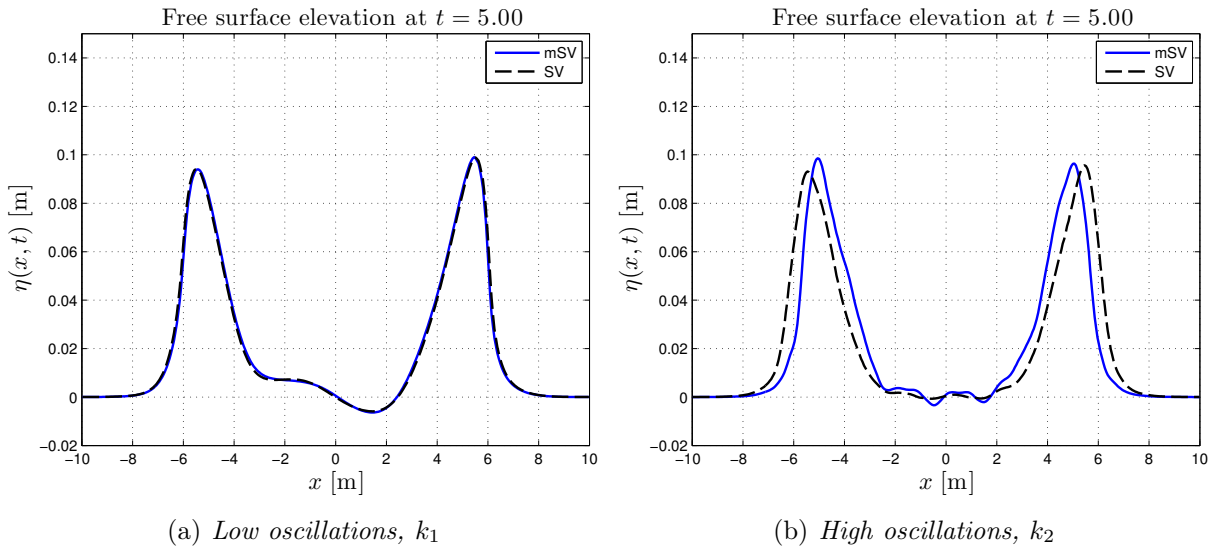 Free surface elevation at t = 5.00
mSV
SV
0.14
0.12
0.1
0.08
0.06
0.04
0.02
0
−0.02
η(x, t) [m]
−10 −8 −6 −4 −2 0 2 4 6 8 10
x [m]
(a) Low oscillations, k₁
Free surface elevation at t = 5.00
mSV
SV
0.14
0.12
0.1
0.08
0.06
0.04
0.02
0
−0.02
η(x, t) [m]
−10 −8 −6 −4 −2 0 2 4 6 8 10
x [m]
(b) High oscillations, k₂